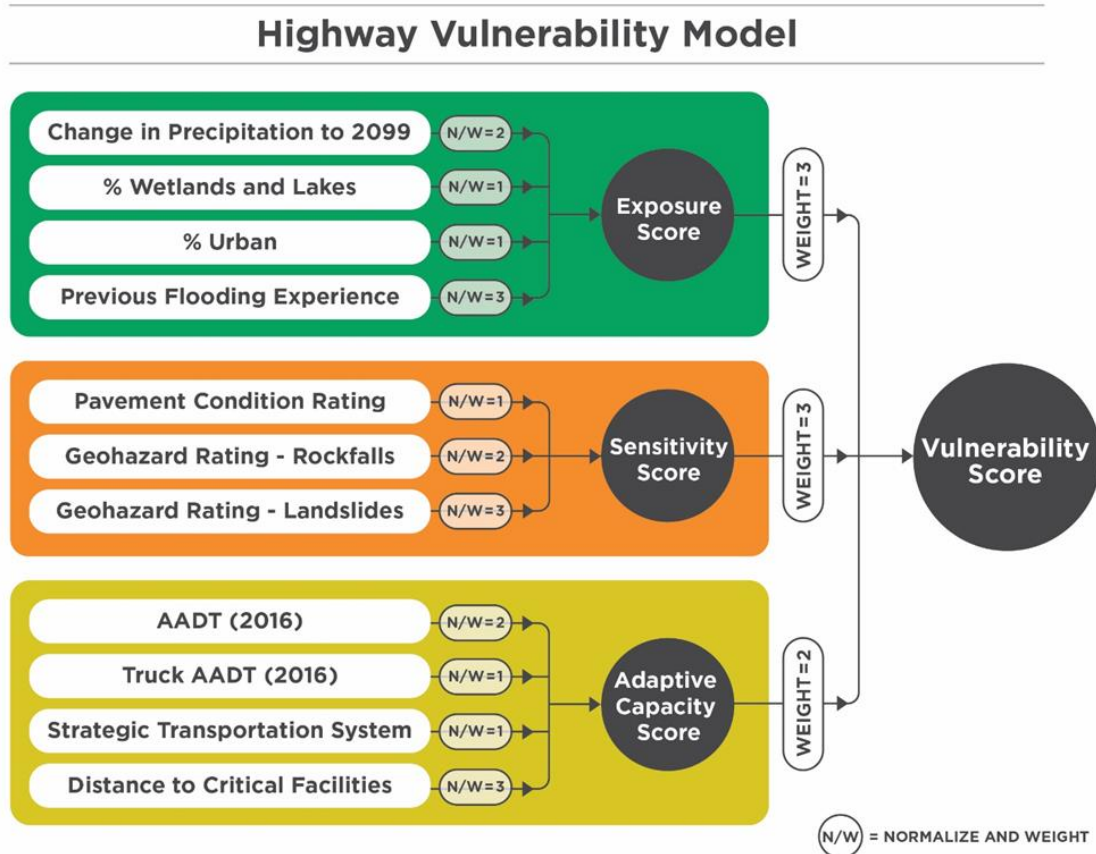 Highway Vulnerability Model
Change in Precipitation to 2099
N/W=2
% Wetlands and Lakes
N/W=1
% Urban
N/W=1
Previous Flooding Experience
N/W=3
Exposure
Score
WEIGHT=3
Pavement Condition Rating
N/W=1
Geohazard Rating - Rockfalls
N/W=2
Geohazard Rating - Landslides
N/W=3
Sensitivity
Score
WEIGHT=3
Vulnerability
Score
AADT (2016)
N/W=2
Truck AADT (2016)
N/W=1
Strategic Transportation System
N/W=1
Distance to Critical Facilities
N/W=3
Adaptive
Capacity
Score
WEIGHT=2
N/W = NORMALIZE AND WEIGHT